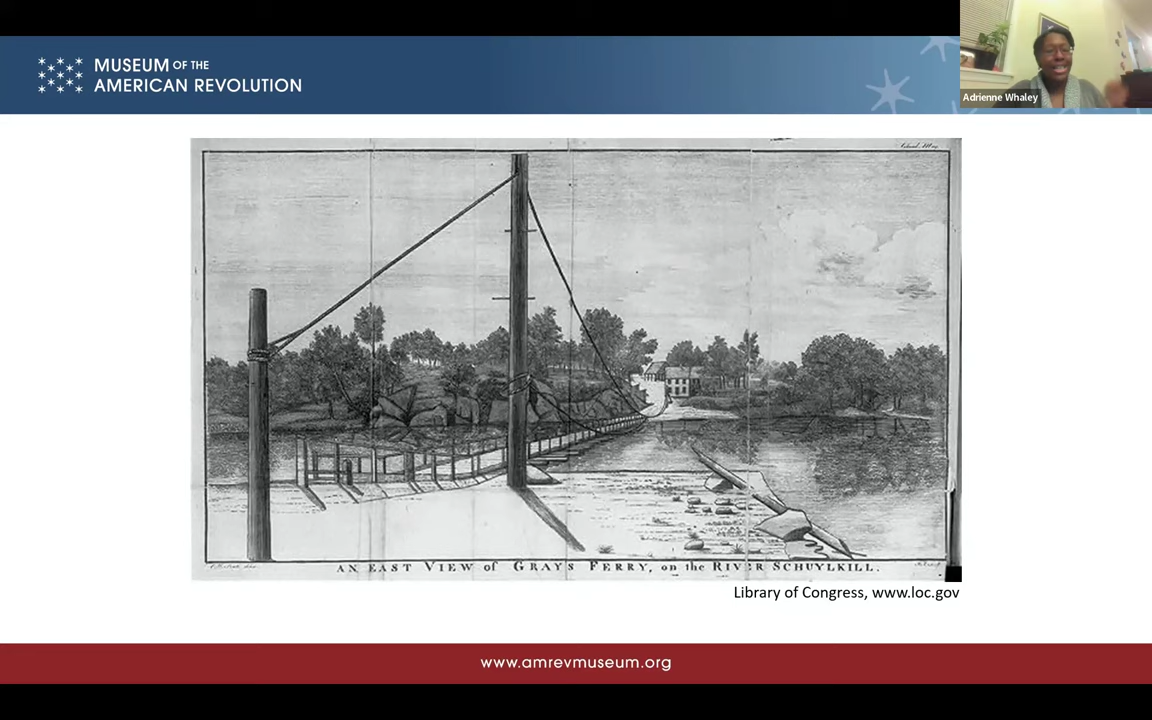 MUSEUM OF THE
AMERICAN REVOLUTION
Adrienne Whaley
AN EAST VIEW of GRAYS FERRY, on the RIVER SCHUYLKILL.
Library of Congress, www.loc.gov
www.amrevmuseum.org